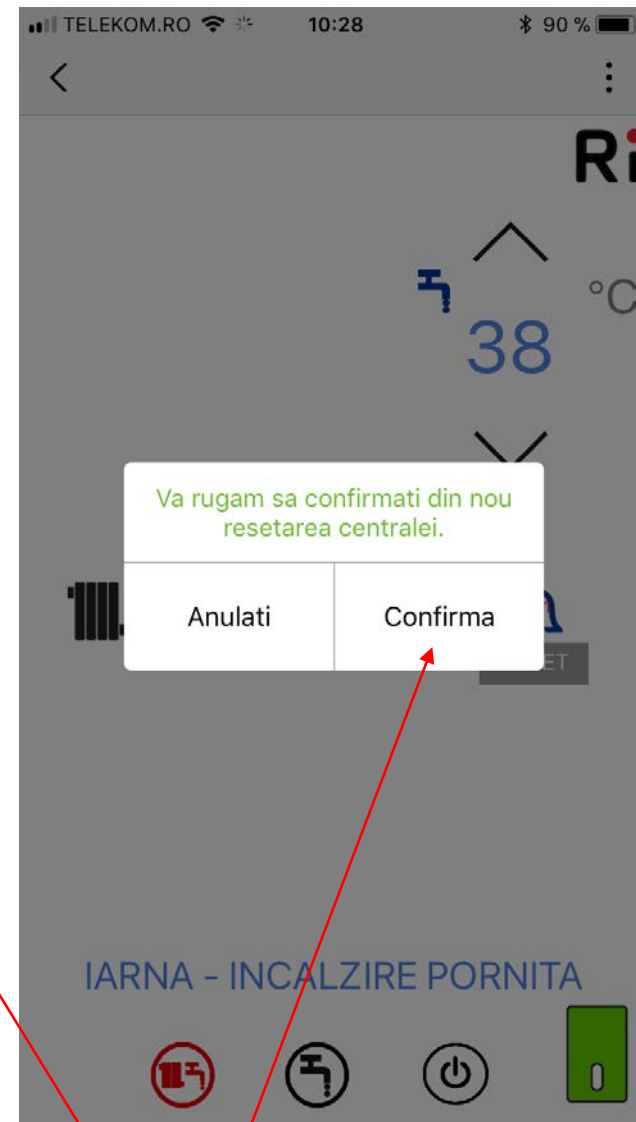 TELEKOM.RO 10:28 90 %
Ri
°C
38
Va rugam sa confirmati din nou
resetarea centralei.
Anulati Confirma
ET
IARNA - INCALZIRE PORNITA
0